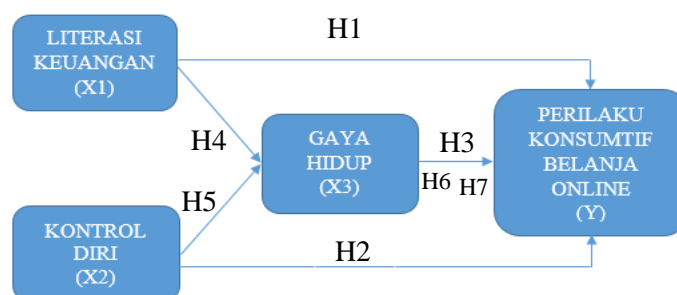 LITERASI
KEUANGAN
(X1)
H1
H4
GAYA
HIDUP
(X3)
H3
H6 H7
PERILAKU
KONSUMTIF
BELANJA
ONLINE
(Y)
H5
KONTROL
DIRI
(X2)
H2